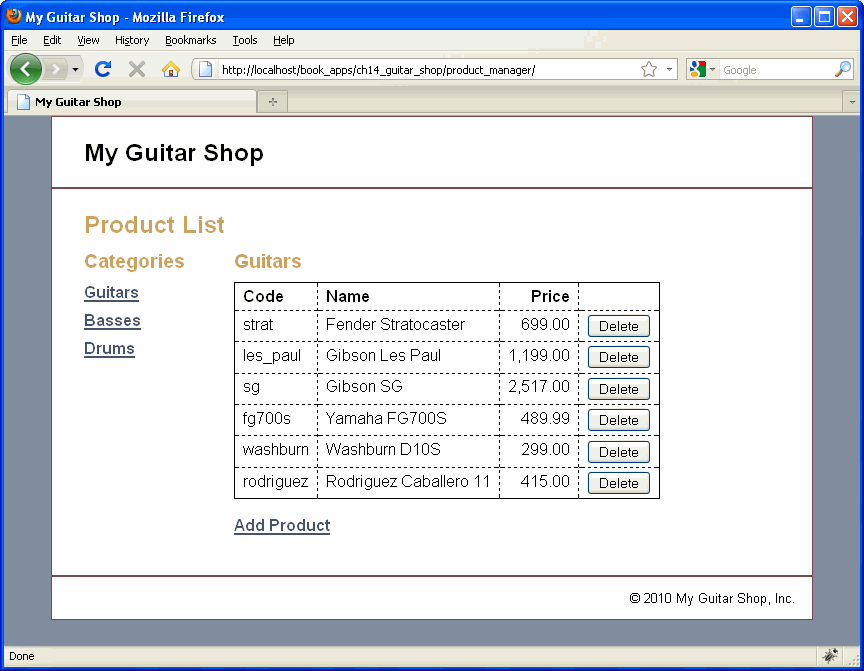 My Guitar Shop - Mozilla Firefox
File Edit View History Bookmarks Tools Help
http://localhost/book_apps/ch14_guitar_shop/product_manager/
Google
My Guitar Shop
My Guitar Shop
Product List
Categories
Guitars
Basses
Drums
Guitars
Code Name Price
strat Fender Stratocaster 699.00 Delete
les_paul Gibson Les Paul 1,199.00 Delete
sg Gibson SG 2,517.00 Delete
fg700s Yamaha FG700S 489.99 Delete
washburn Washburn D10S 299.00 Delete
rodriguez Rodriguez Caballero 11 415.00 Delete
Add Product
© 2010 My Guitar Shop, Inc.
Done